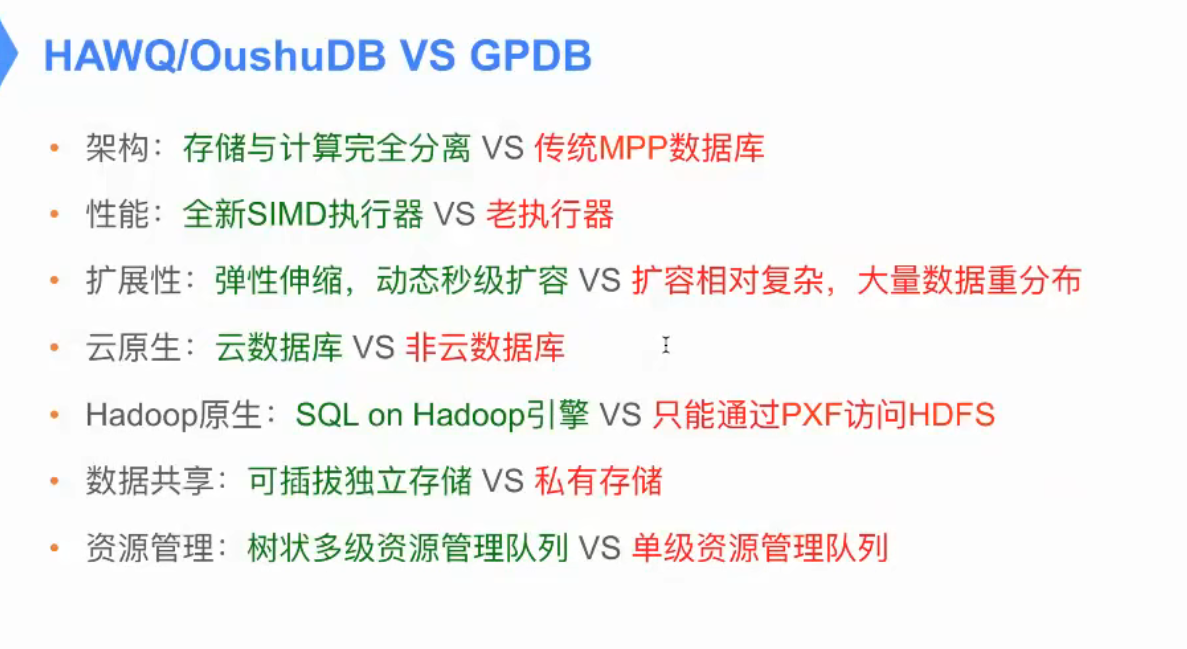 HAWQ/OushuDB VS GPDB
• 架构：存储与计算完全分离 VS 传统MPP数据库
• 性能：全新SIMD执行器 VS 老执行器
• 扩展性：弹性伸缩，动态秒级扩容 VS 扩容相对复杂，大量数据重分布
• 云原生：云数据库 VS 非云数据库
• Hadoop原生：SQL on Hadoop引擎 VS 只能通过PXF访问HDFS
• 数据共享：可插拔独立存储 VS 私有存储
• 资源管理：树状多级资源管理队列 VS 单级资源管理队列